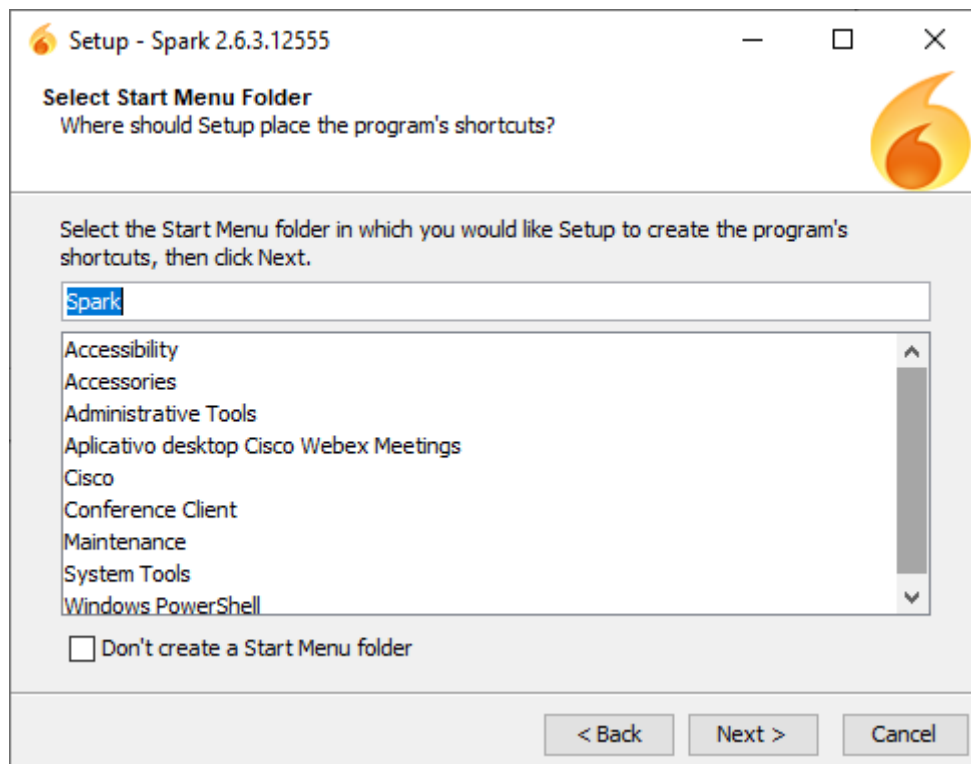 Setup - Spark 2.6.3.12555
Select Start Menu Folder
Where should Setup place the program's shortcuts?
Select the Start Menu folder in which you would like Setup to create the program's
shortcuts, then click Next.
Spark
Accessibility
Accessories
Administrative Tools
Aplicativo desktop Cisco Webex Meetings
Cisco
Conference Client
Maintenance
System Tools
Windows PowerShell
Don't create a Start Menu folder
< Back Next > Cancel